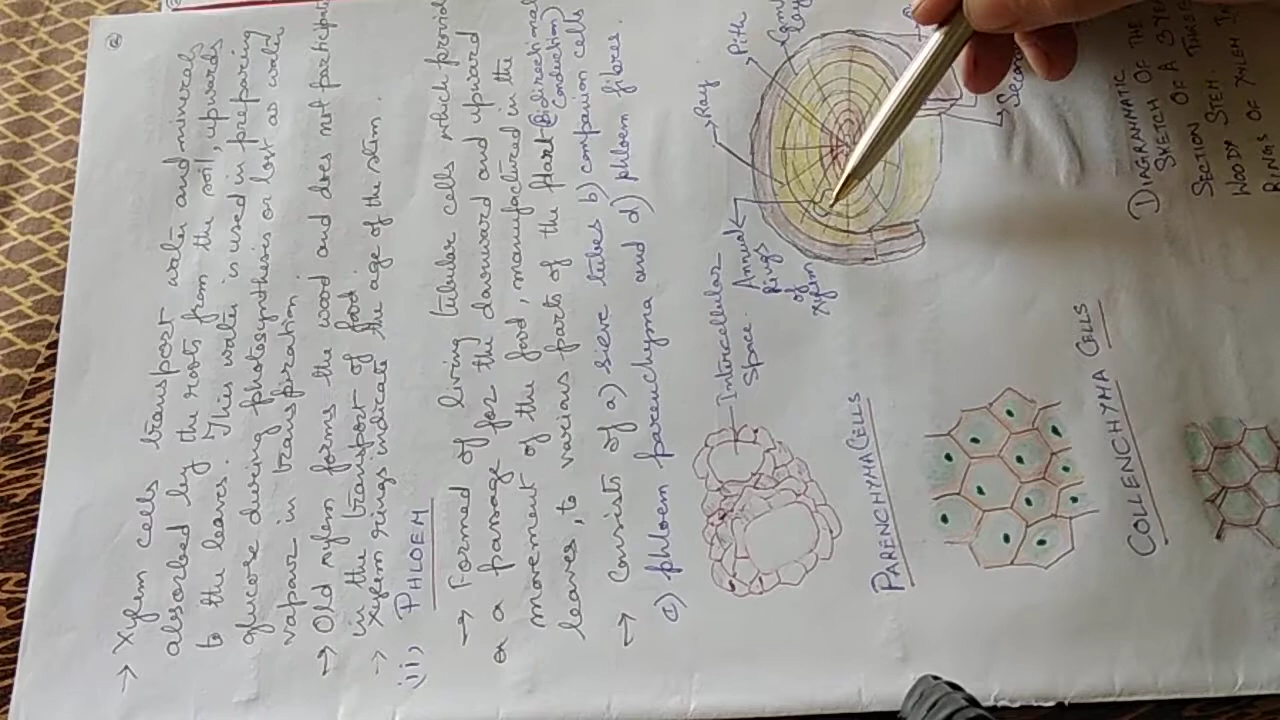 → Xylem cells transport water and minerals
absorbed by the roots from the soil, upwards
to the leaves. This water is used in preparing
glucose during photosynthesis or lost as water
vapour in transpiration.
→ Old xylem forms the wood and does not
in the transport of food.
→ Xylem rings indicate the age of the stem.
(ii) PHLOEM
→ Formed of living tubular cells which
a passage for the downward and upward
movement of the food, manufactured in the
leaves, to various parts of the plant (Bidirectional
Conduction)
→ Consists of a) sieve tubes b) companion cells
c) phloem parenchyma and d) phloem fibres.
Intercellular
Space.
PARENCHYMA CELLS
COLLENCHYMA CELLS
Annual
Rings
of
Xylem
Ray
Pith
DIAGRAMMATIC
SKETCH OF THE
SECTION OF A 3
WOODY STEM
RINGS OF XYLEM